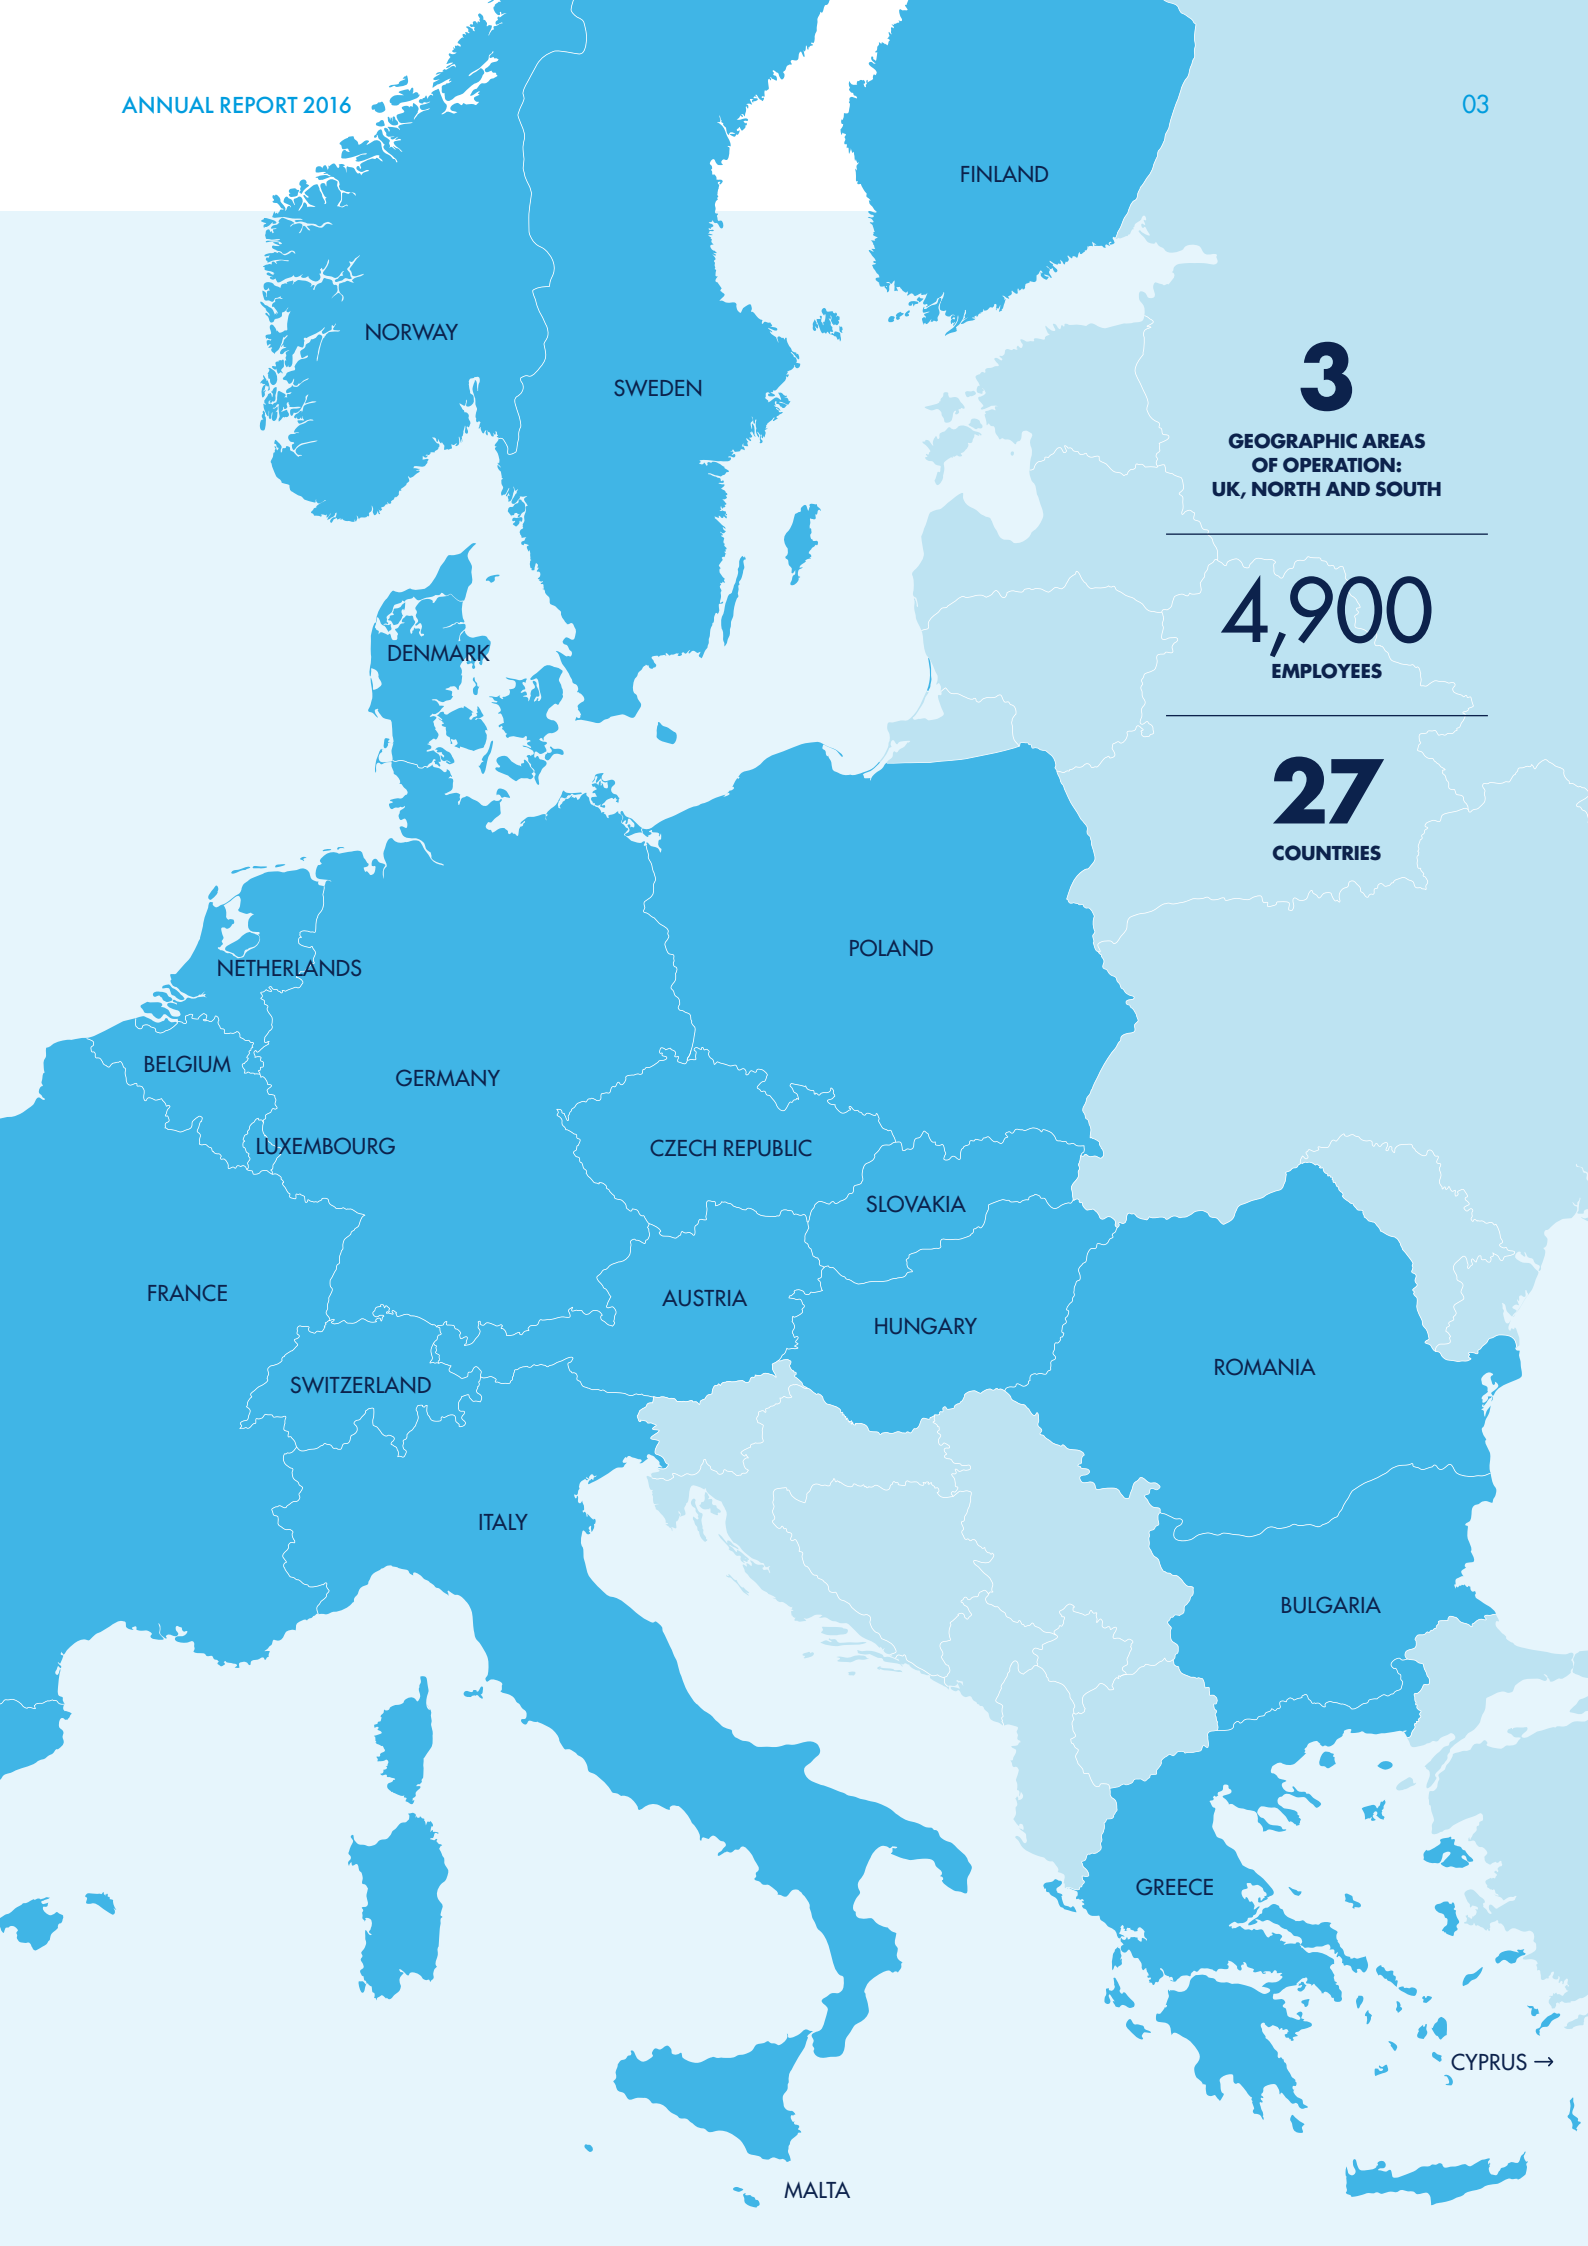 ANNUAL REPORT 2016
03
FINLAND
NORWAY
SWEDEN
3
GEOGRAPHIC AREAS
OF OPERATION:
UK, NORTH AND SOUTH
4,900
EMPLOYEES
27
COUNTRIES
DENMARK
POLAND
NETHERLANDS
BELGIUM
GERMANY
LUXEMBOURG
CZECH REPUBLIC
SLOVAKIA
FRANCE
AUSTRIA
HUNGARY
ROMANIA
SWITZERLAND
ITALY
BULGARIA
GREECE
CYPRUS →
MALTA